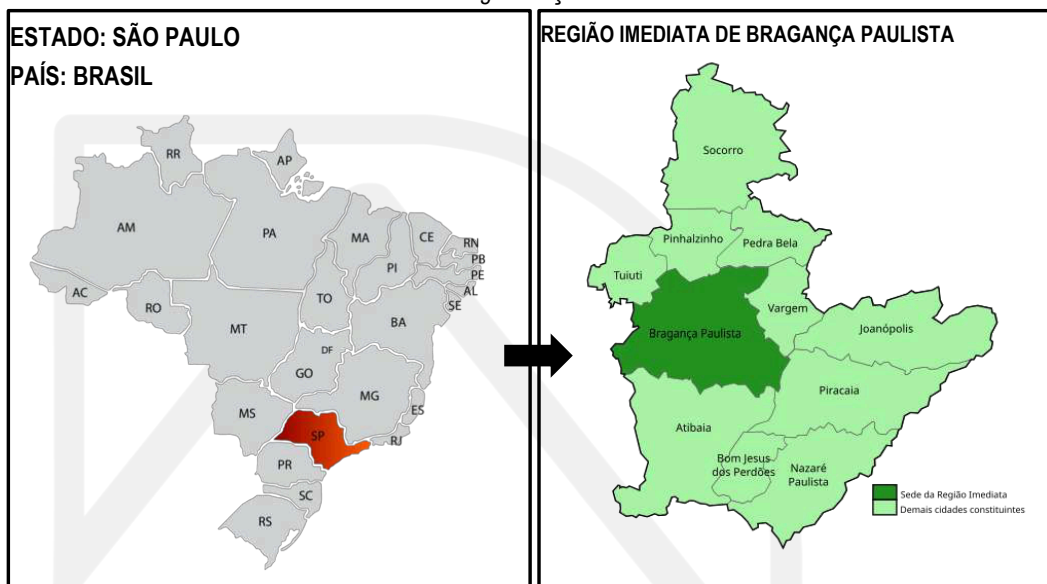 ESTADO: SÃO PAULO
PAÍS: BRASIL
RR
AP
AM
PA
MA
CE
RN
PB
PE
AL
SE
PI
AC
RO
TO
MT
BA
DF
GO
MG
ES
MS
SP
RJ
PR
SC
RS
REGIÃO IMEDIATA DE BRAGANÇA PAULISTA
Socorro
Pinhalzinho
Pedra Bela
Tuiuti
Vargem
Bragança Paulista
Joanópolis
Piracaia
Atibaia
Bom Jesus
dos Perdões
Nazaré
Paulista
Sede da Região Imediata
Demais cidades constituintes